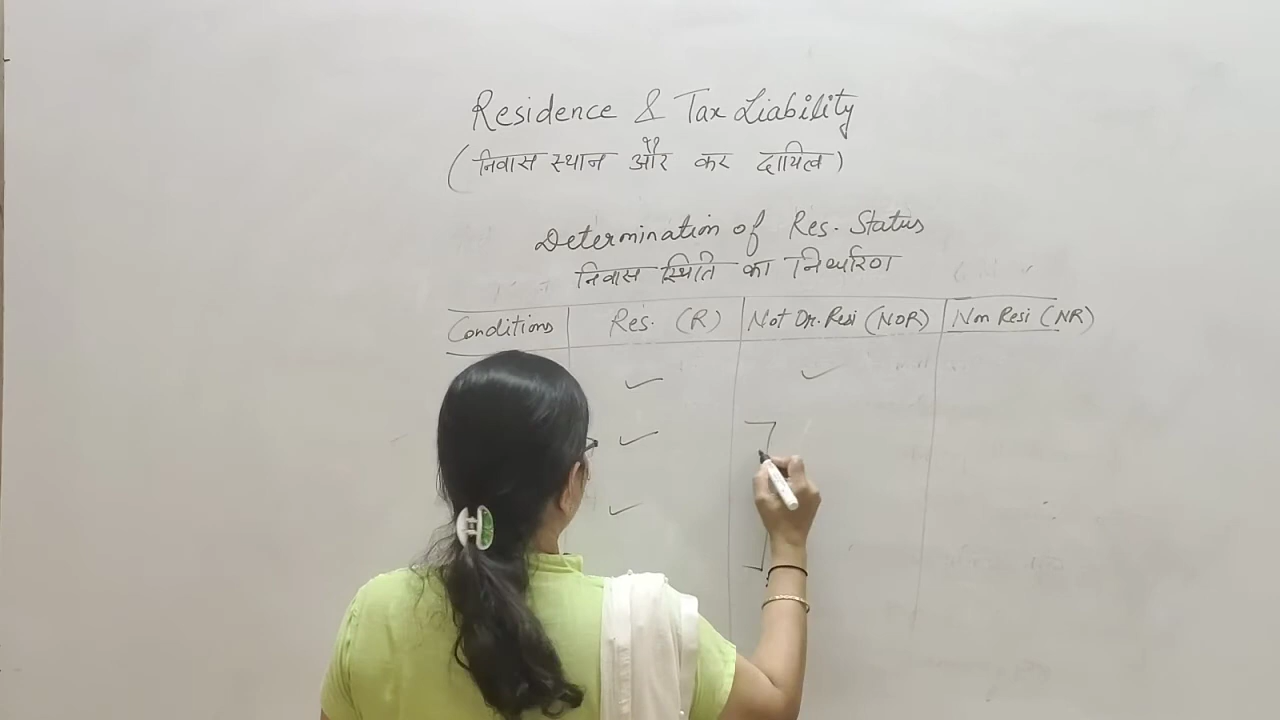 Residence & Tax Liability
(निवास स्थान और कर दायित्व)
Determination of Res. Status
निवास स्थिति का निर्धारण
Conditions Res. (R) Not Or. Resi (NOR) Non Resi (NR)